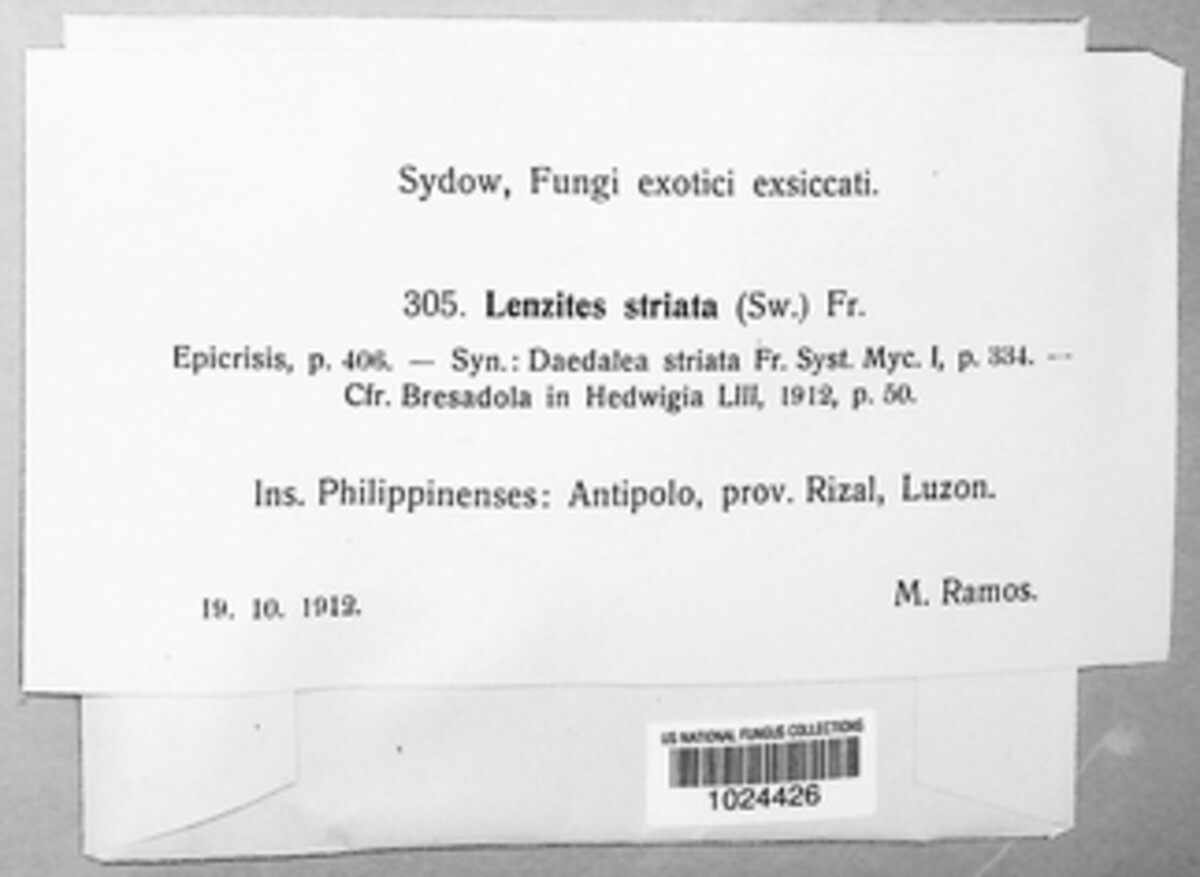 Sydow, Fungi exotici exsiccati.
305. Lenzites striata (Sw.) Fr.
Epicrisis, p. 406. — Syn.: Daedalea striata Fr. Syst. Myc. I, p. 334. —
Cfr. Bresadola in Hedwigia LIII, 1912, p. 50.
Ins. Philippinenses: Antipolo, prov. Rizal, Luzon.
19. 10. 1912.
M. Ramos.
US NATIONAL FUNGUS COLLECTIONS
1024426